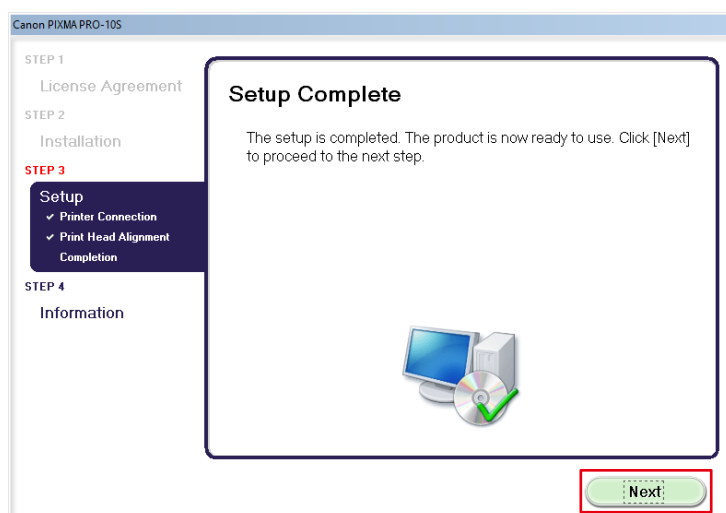 Canon PIXMA PRO-10S
STEP 1
License Agreement
STEP 2
Installation
STEP 3
Setup
Printer Connection
Print Head Alignment
Completion
STEP 4
Information
Setup Complete
The setup is completed. The product is now ready to use. Click [Next]
to proceed to the next step.
Next